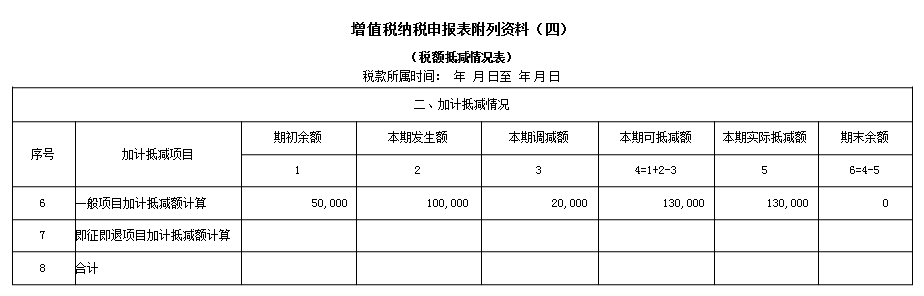 增值税纳税申报表附列资料（四）
（税额抵减情况表）
税款所属时间： 年 月日至 年月日
二、加计抵减情况
序号 加计抵减项目 期初余额 本期发生额 本期调减额 本期可抵减额 本期实际抵减额 期末余额
1 2 3 4=1+2-3 5 6=4-5
6 一般项目加计抵减额计算 50,000 100,000 20,000 130,000 130,000 0
7 即征即退项目加计抵减额计算
8 合计